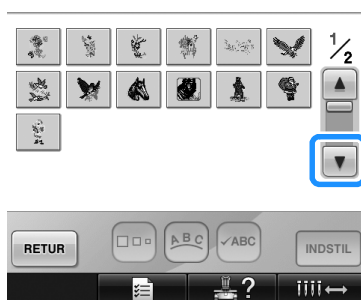 1/2
RETUR
ABC
✓ABC
INDSTIL
?